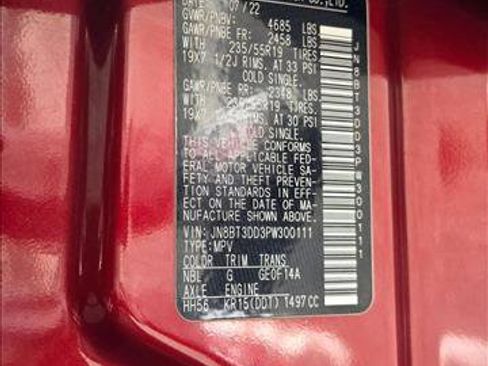 CO.,LTD.
DATE 07/22
GVWR/PNBV: 4685 LBS
GAWR/PNBE FR: 2458 LBS
WITH 235/55R19 TIRES
19X7 1/2J RIMS, AT 33 PSI
COLD SINGLE.
GAWR/PNBE RR: 2348 LBS
WITH 235/55R19 TIRES,
19X7 RIMS, AT 30 PSI
COLD SINGLE.
THIS VEHICLE CONFORMS
TO ALL APPLICABLE FED-
ERAL MOTOR VEHICLE SA-
FETY AND THEFT PREVEN-
TION STANDARDS IN EFF-
ECT ON THE DATE OF MA-
NUFACTURE SHOWN ABOVE.
VIN: JN8BT3DD3PW300111
TYPE: MPV
COLOR TRIM TRANS
NBL G GE0F14A
AXLE ENGINE
HH56 KR15(DDT) 1497CC
JN8BT3DD3PW300111